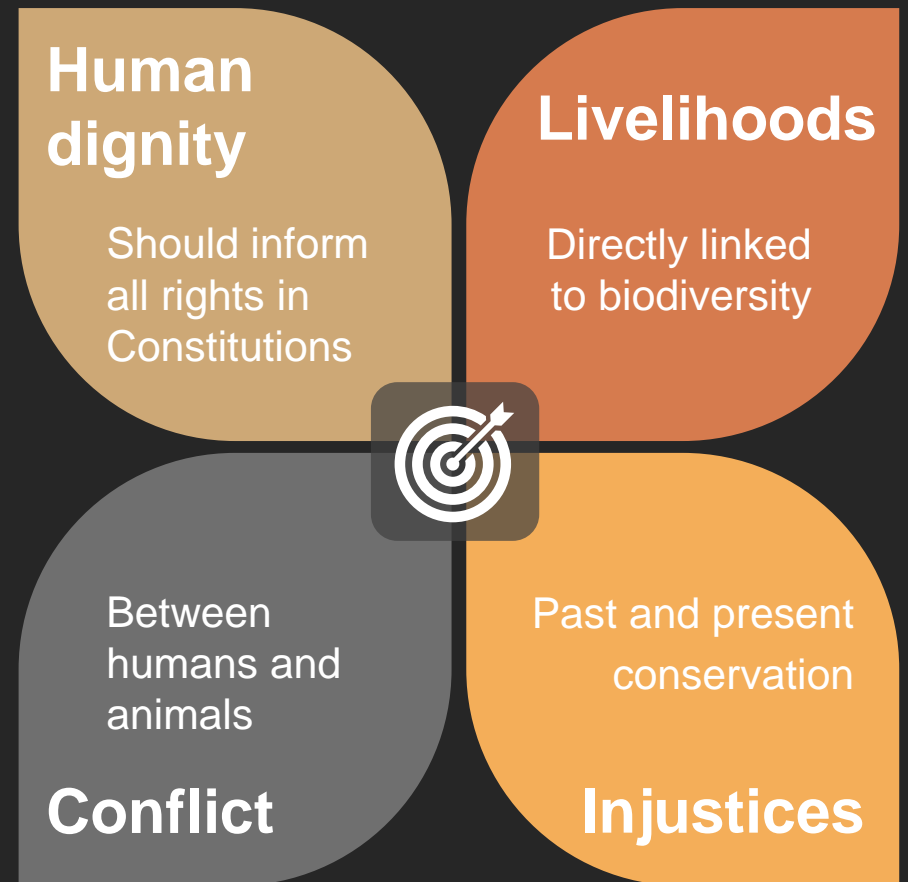 Human
dignity
Should inform
all rights in
Constitutions
Livelihoods
Directly linked
to biodiversity
Between
humans and
animals
Conflict
Past and present
conservation
Injustices